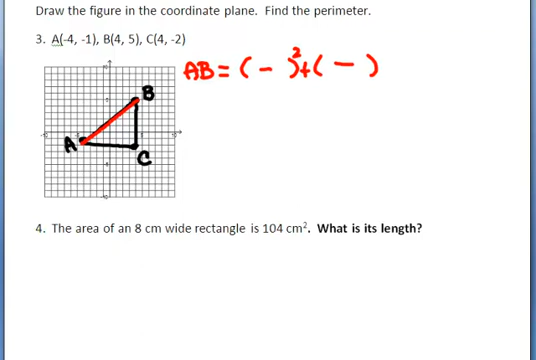 Draw the figure in the coordinate plane. Find the perimeter.
3. A(-4, -1), B(4, 5), C(4, -2)
AB = ( - )²+( - )
B
A
C
4. The area of an 8 cm wide rectangle is 104 cm². What is its length?